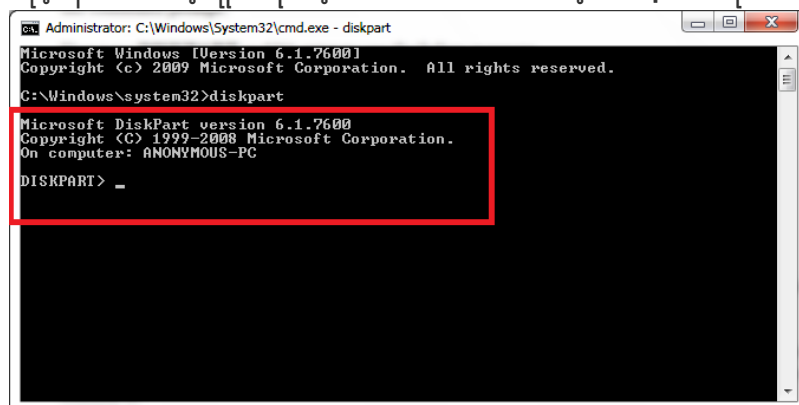 Administrator: C:\Windows\System32\cmd.exe - diskpart
Microsoft Windows [Version 6.1.7600]
Copyright (c) 2009 Microsoft Corporation.  All rights reserved.
C:\Windows\system32>diskpart
Microsoft DiskPart version 6.1.7600
Copyright (C) 1999-2008 Microsoft Corporation.
On computer: ANONYMOUS-PC
DISKPART> _